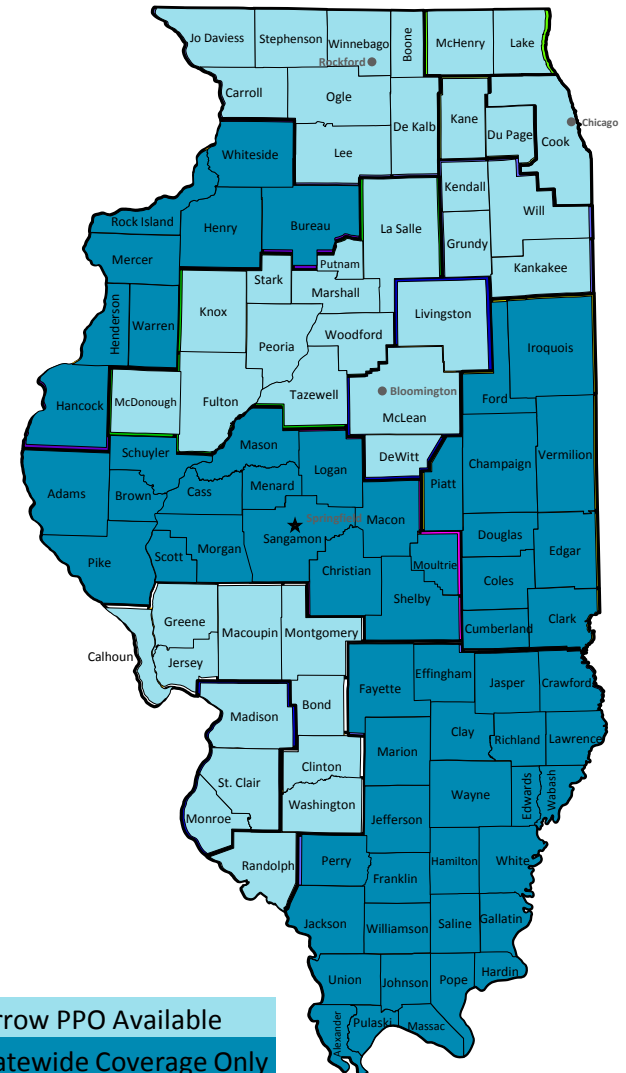 Jo Daviess
Stephenson
Winnebago
Boone
McHenry
Lake
Rockford
Carroll
Ogle
De Kalb
Kane
Du Page
Cook
Chicago
Whiteside
Lee
Kendall
Will
Rock Island
Henry
Bureau
La Salle
Grundy
Kankakee
Mercer
Putnam
Stark
Marshall
Henderson
Warren
Knox
Peoria
Woodford
Livingston
Iroquois
Hancock
McDonough
Fulton
Tazewell
Bloomington
McLean
Ford
Schuyler
Mason
Logan
DeWitt
Champaign
Vermilion
Adams
Brown
Cass
Menard
Piatt
Springfield
Macon
Sangamon
Pike
Scott
Morgan
Christian
Moultrie
Douglas
Edgar
Coles
Shelby
Greene
Macoupin
Montgomery
Cumberland
Clark
Calhoun
Jersey
Fayette
Effingham
Jasper
Crawford
Madison
Bond
Marion
Clay
Richland
Lawrence
St. Clair
Clinton
Washington
Wayne
Edwards
Wabash
Monroe
Jefferson
Randolph
Perry
Franklin
Hamilton
White
Jackson
Williamson
Saline
Gallatin
Union
Johnson
Pope
Hardin
Alexander
Pulaski
Massac
rrow PPO Available
atewide Coverage Only